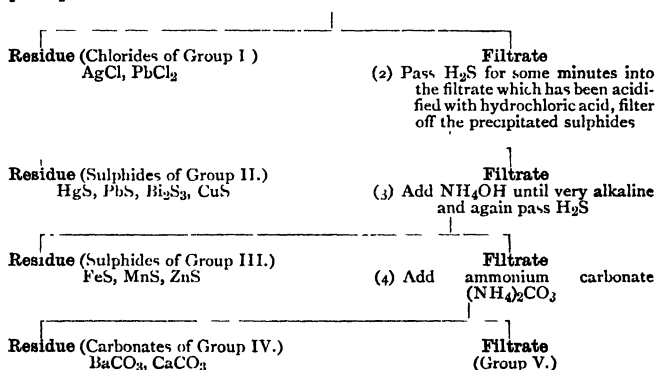 Residue (Chlorides of Group I)
AgCl, PbCl₂
Filtrate
(2) Pass H₂S for some minutes into
the filtrate which has been acidi-
fied with hydrochloric acid, filter
off the precipitated sulphides
Residue (Sulphides of Group II.)
HgS, PbS, Bi₂S₃, CuS
Filtrate
(3) Add NH₄OH until very alkaline
and again pass H₂S
Residue (Sulphides of Group III.)
FeS, MnS, ZnS
Filtrate
(4) Add ammonium carbonate
(NH₄)₂CO₃
Residue (Carbonates of Group IV.)
BaCO₃, CaCO₃
Filtrate
(Group V.)